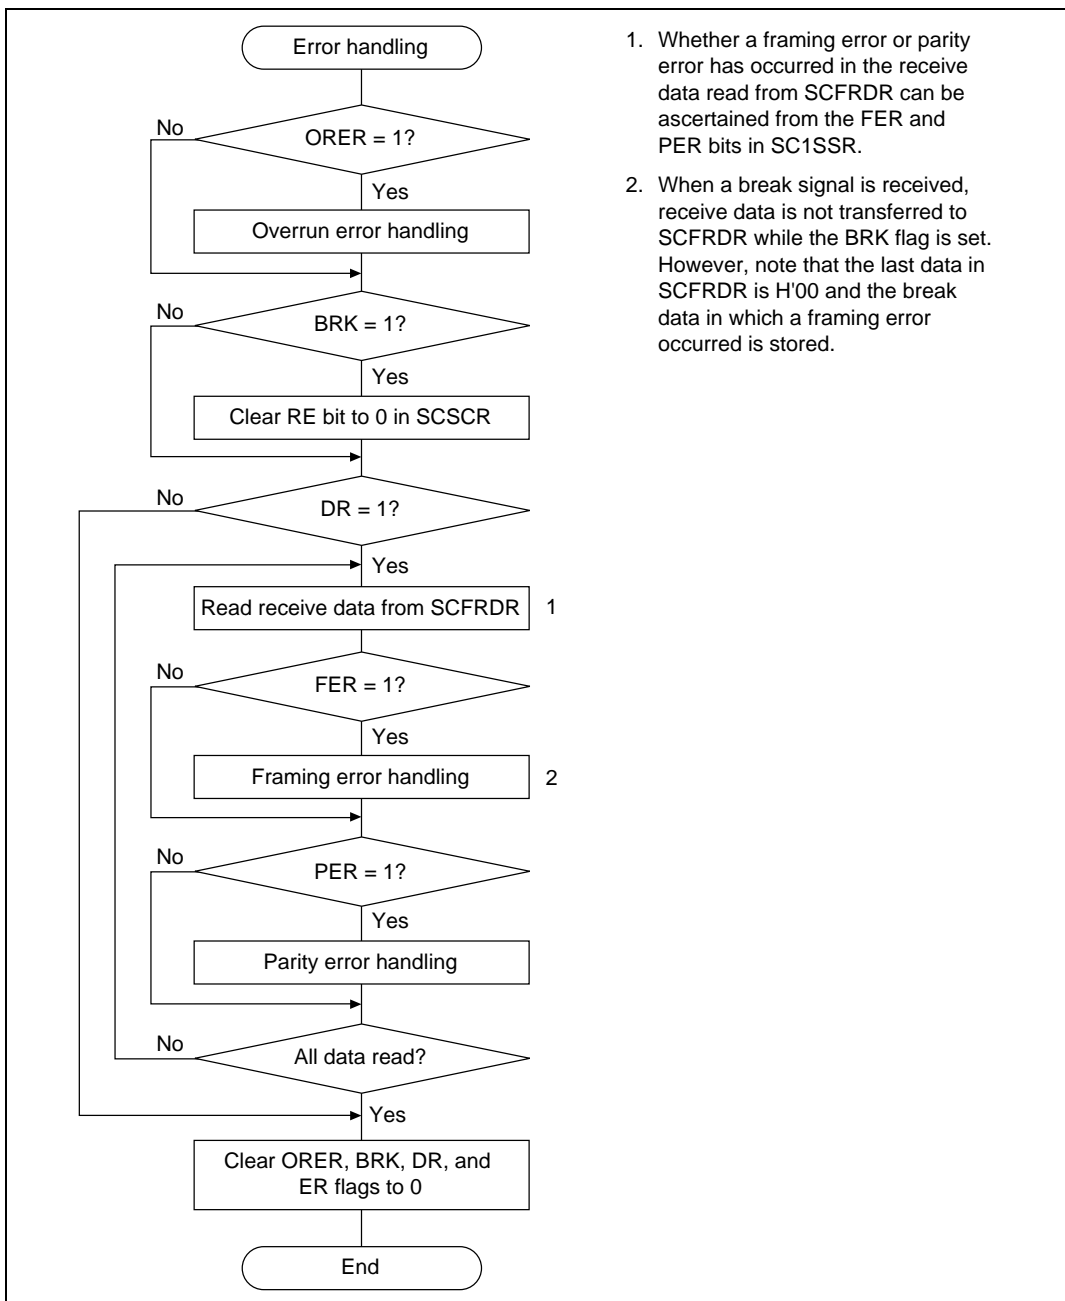 Error handling
No
ORER = 1?
Yes
Overrun error handling
No
BRK = 1?
Yes
Clear RE bit to 0 in SCSCR
No
DR = 1?
Yes
Read receive data from SCFRDR 1
No
FER = 1?
Yes
Framing error handling 2
No
PER = 1?
Yes
Parity error handling
No
All data read?
Yes
Clear ORER, BRK, DR, and
ER flags to 0
End
1. Whether a framing error or parity
error has occurred in the receive
data read from SCFRDR can be
ascertained from the FER and
PER bits in SC1SSR.
2. When a break signal is received,
receive data is not transferred to
SCFRDR while the BRK flag is set.
However, note that the last data in
SCFRDR is H'00 and the break
data in which a framing error
occurred is stored.